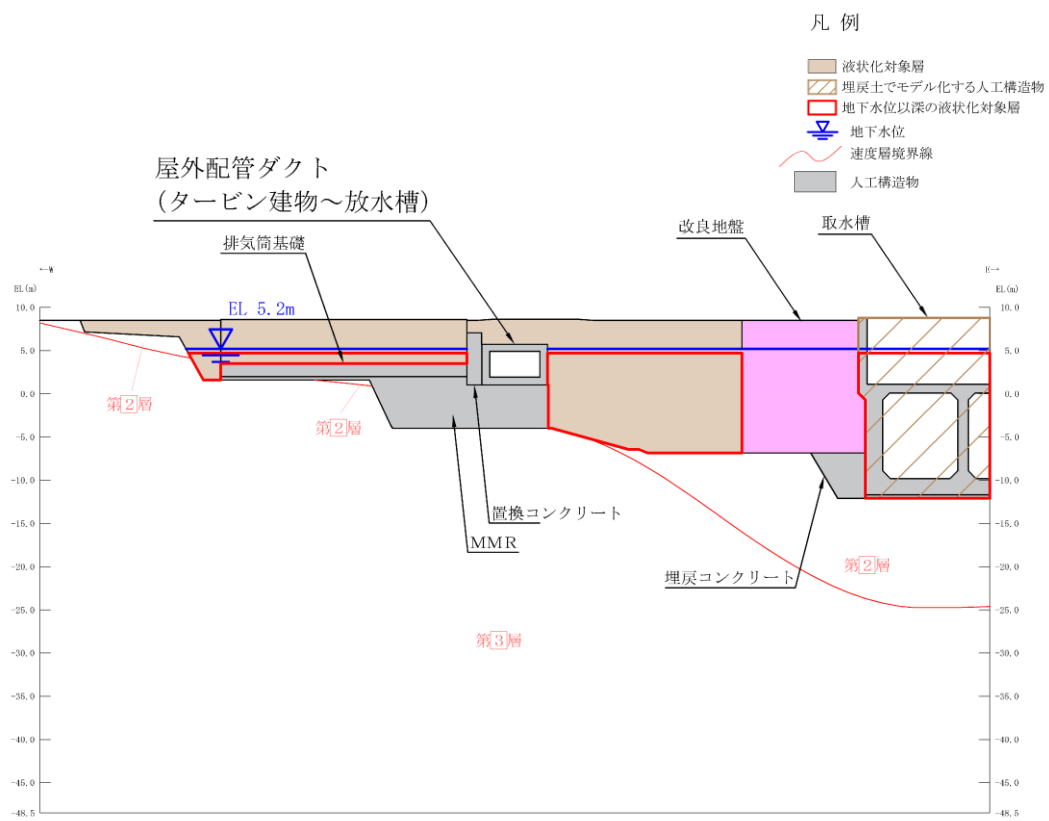 凡 例
液状化対象層
埋戻土でモデル化する人工構造物
地下水位以深の液状化対象層
地下水位
速度層境界線
人工構造物
屋外配管ダクト
(タービン建物～放水槽)
排気筒基礎
改良地盤
取水槽
←W
E→
EL(m)
EL(m)
EL 5.2m
10.0
5.0
0.0
-5.0
-10.0
-15.0
-20.0
-25.0
-30.0
-35.0
-40.0
-45.0
-48.5
第2層
第2層
置換コンクリート
MMR
埋戻コンクリート
第2層
第3層
10.0
5.0
0.0
-5.0
-10.0
-15.0
-20.0
-25.0
-30.0
-35.0
-40.0
-45.0
-48.5